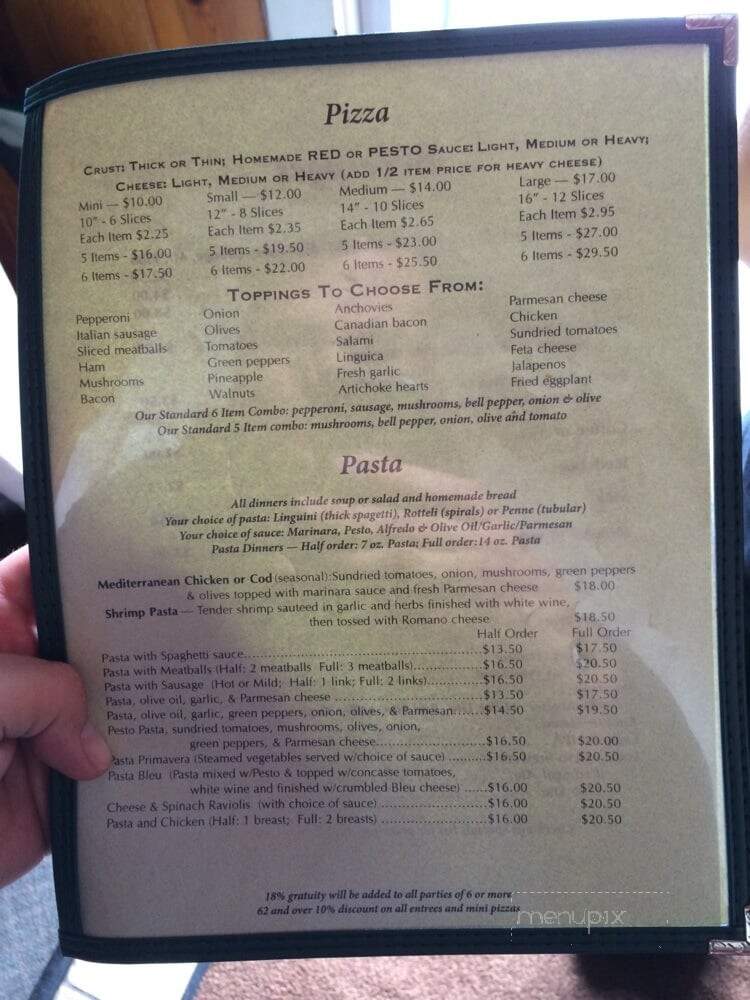 Pizza
Crust: Thick or Thin; Homemade RED or PESTO Sauce: Light, Medium or Heavy;
Cheese: Light, Medium or Heavy (add 1/2 item price for heavy cheese)
Mini — $10.00 Small — $12.00 Medium — $14.00 Large — $17.00
10" - 6 Slices 12" - 8 Slices 14" - 10 Slices 16" - 12 Slices
Each Item $2.25 Each Item $2.35 Each Item $2.65 Each Item $2.95
5 Items - $16.00 5 Items - $19.50 5 Items - $23.00 5 Items - $27.00
6 Items - $17.50 6 Items - $22.00 6 Items - $25.50 6 Items - $29.50
Toppings To Choose From:
Pepperoni Onion Anchovies Parmesan cheese
Italian sausage Olives Canadian bacon Chicken
Sliced meatballs Tomatoes Salami Sundried tomatoes
Ham Green peppers Linguica Feta cheese
Mushrooms Pineapple Fresh garlic Jalapenos
Bacon Walnuts Artichoke hearts Fried eggplant
Our Standard 6 Item Combo: pepperoni, sausage, mushrooms, bell pepper, onion & olive
Our Standard 5 Item combo: mushrooms, bell pepper, onion, olive and tomato
Pasta
All dinners include soup or salad and homemade bread
Your choice of pasta: Linguini (thick spagetti), Rotteli (spirals) or Penne (tubular)
Your choice of sauce: Marinara, Pesto, Alfredo & Olive Oil/Garlic/Parmesan
Pasta Dinners — Half order: 7 oz. Pasta; Full order:14 oz. Pasta
Mediterranean Chicken or Cod (seasonal):Sundried tomatoes, onion, mushrooms, green peppers
& olives topped with marinara sauce and fresh Parmesan cheese $18.00
Shrimp Pasta — Tender shrimp sauteed in garlic and herbs finished with white wine,
then tossed with Romano cheese $18.50
Half Order Full Order
Pasta with Spaghetti sauce...$13.50 $17.50
Pasta with Meatballs (Half: 2 meatballs Full: 3 meatballs)...$16.50 $20.50
Pasta with Sausage (Hot or Mild; Half: 1 link; Full: 2 links)...$16.50 $20.50
Pasta, olive oil, garlic, & Parmesan cheese ...$13.50 $17.50
Pasta, olive oil, garlic, green peppers, onion, olives, & Parmesan...$14.50 $19.50
Pesto Pasta, sundried tomatoes, mushrooms, olives, onion,
green peppers, & Parmesan cheese...$16.50 $20.00
Pasta Primavera (Steamed vegetables served w/choice of sauce) ...$16.50 $20.50
Pasta Bleu (Pasta mixed w/Pesto & topped w/concasse tomatoes,
white wine and finished w/crumbled Bleu cheese) ...$16.00 $20.50
Cheese & Spinach Raviolis (with choice of sauce) ...$16.00 $20.50
Pasta and Chicken (Half: 1 breast; Full: 2 breasts) ...$16.00 $20.50
18% gratuity will be added to all parties of 6 or more
62 and over 10% discount on all entrees and mini pizzas
menupix